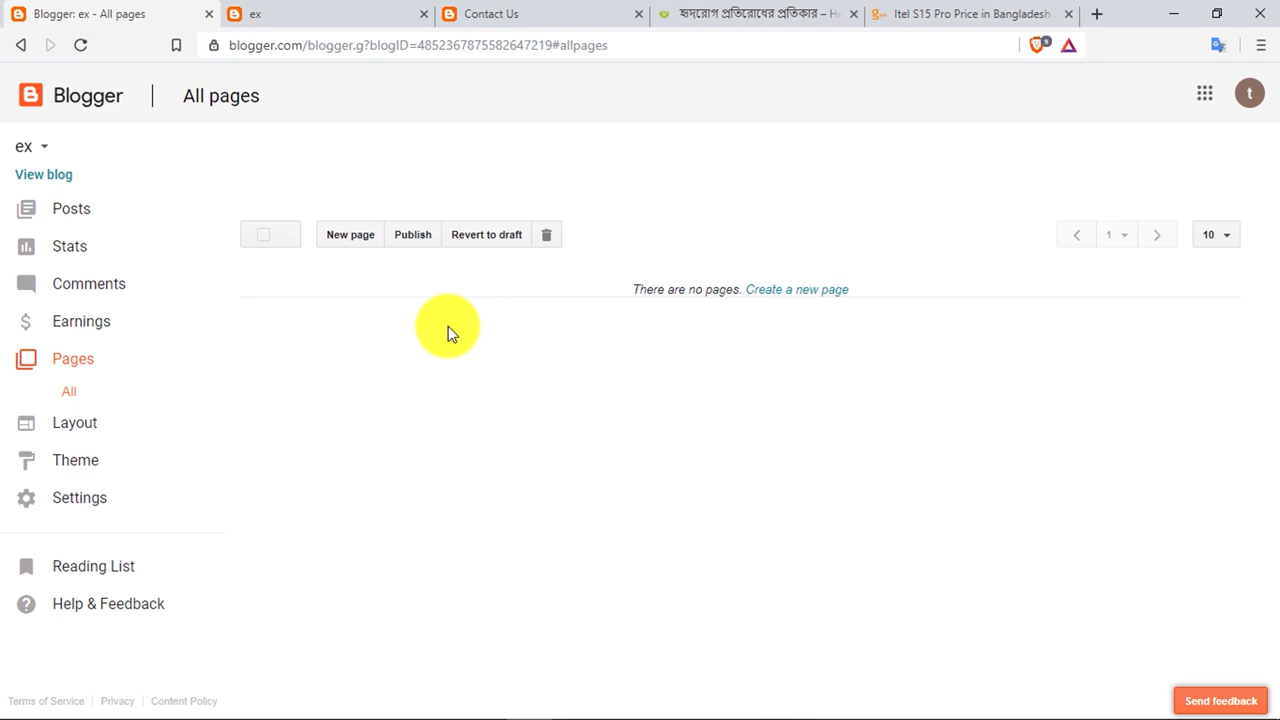 Blogger: ex - All pages
ex
Contact Us
হৃদরোগ প্রতিরোধের প্রতিকার – He
Itel S15 Pro Price in Bangladesh
blogger.com/blogger.g?blogID=4852367875582647219#allpages
9
Blogger
All pages
t
ex
View blog
Posts
Stats
Comments
Earnings
Pages
All
Layout
Theme
Settings
Reading List
Help & Feedback
New page
Publish
Revert to draft
1
10
There are no pages. Create a new page
Terms of Service
Privacy
Content Policy
Send feedback